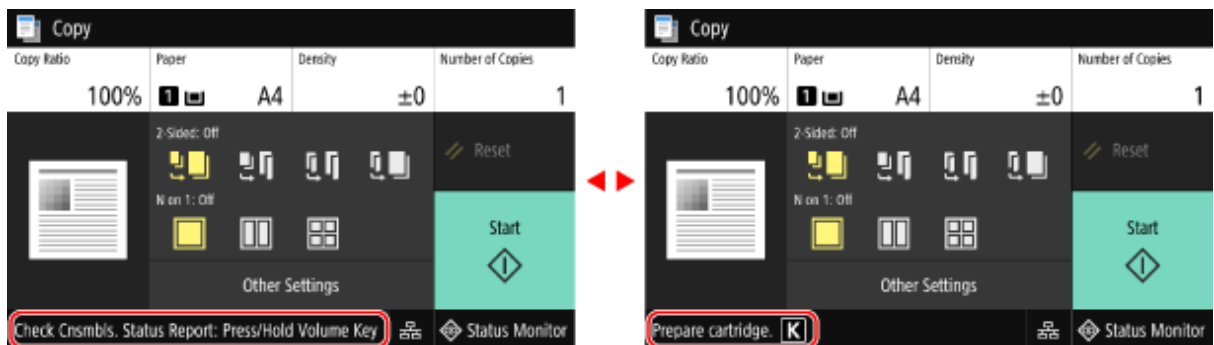 Copy
Copy Ratio Paper Density Number of Copies
100% 1 A4 ±0 1
2-Sided: Off
Reset
N on 1: Off
Start
Other Settings
Check Cnsmbls. Status Report: Press/Hold Volume Key Status Monitor
Copy
Copy Ratio Paper Density Number of Copies
100% 1 A4 ±0 1
2-Sided: Off
Reset
N on 1: Off
Start
Other Settings
Prepare cartridge. K Status Monitor